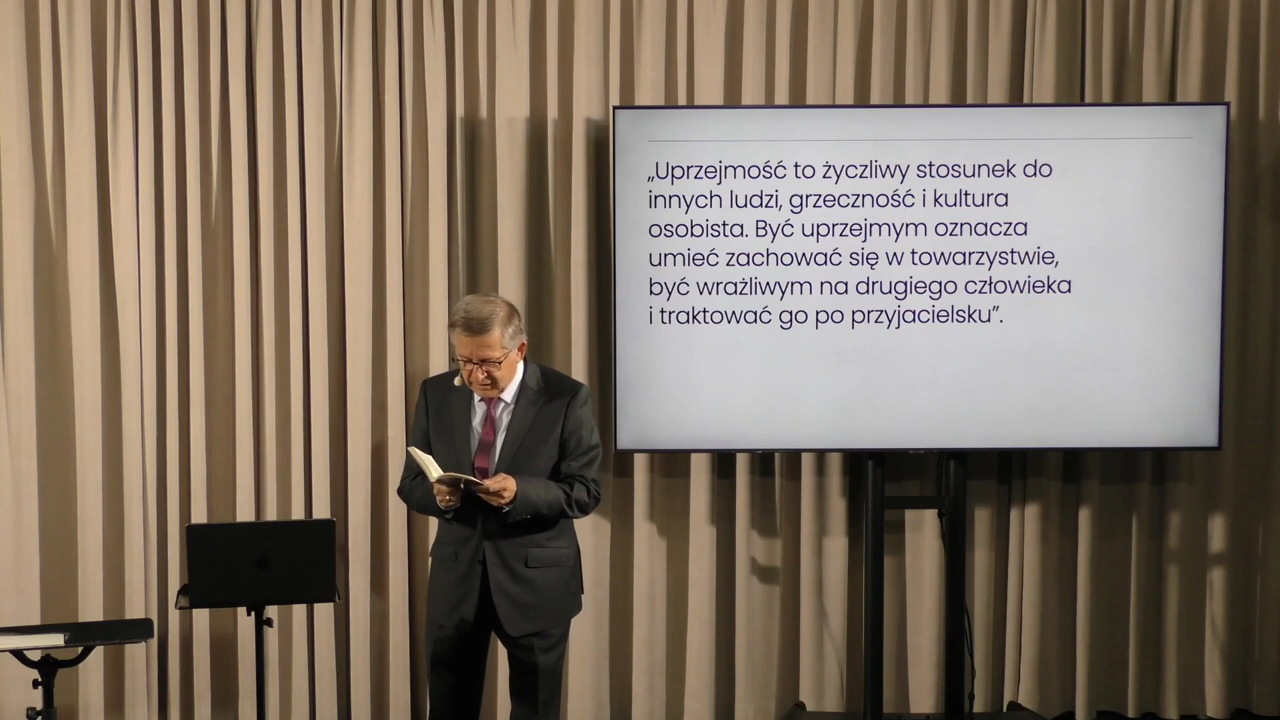 „Uprzejmość to życzliwy stosunek do
innych ludzi, grzeczność i kultura
osobista. Być uprzejmym oznacza
umieć zachować się w towarzystwie,
być wrażliwym na drugiego człowieka
i traktować go po przyjacielsku”.